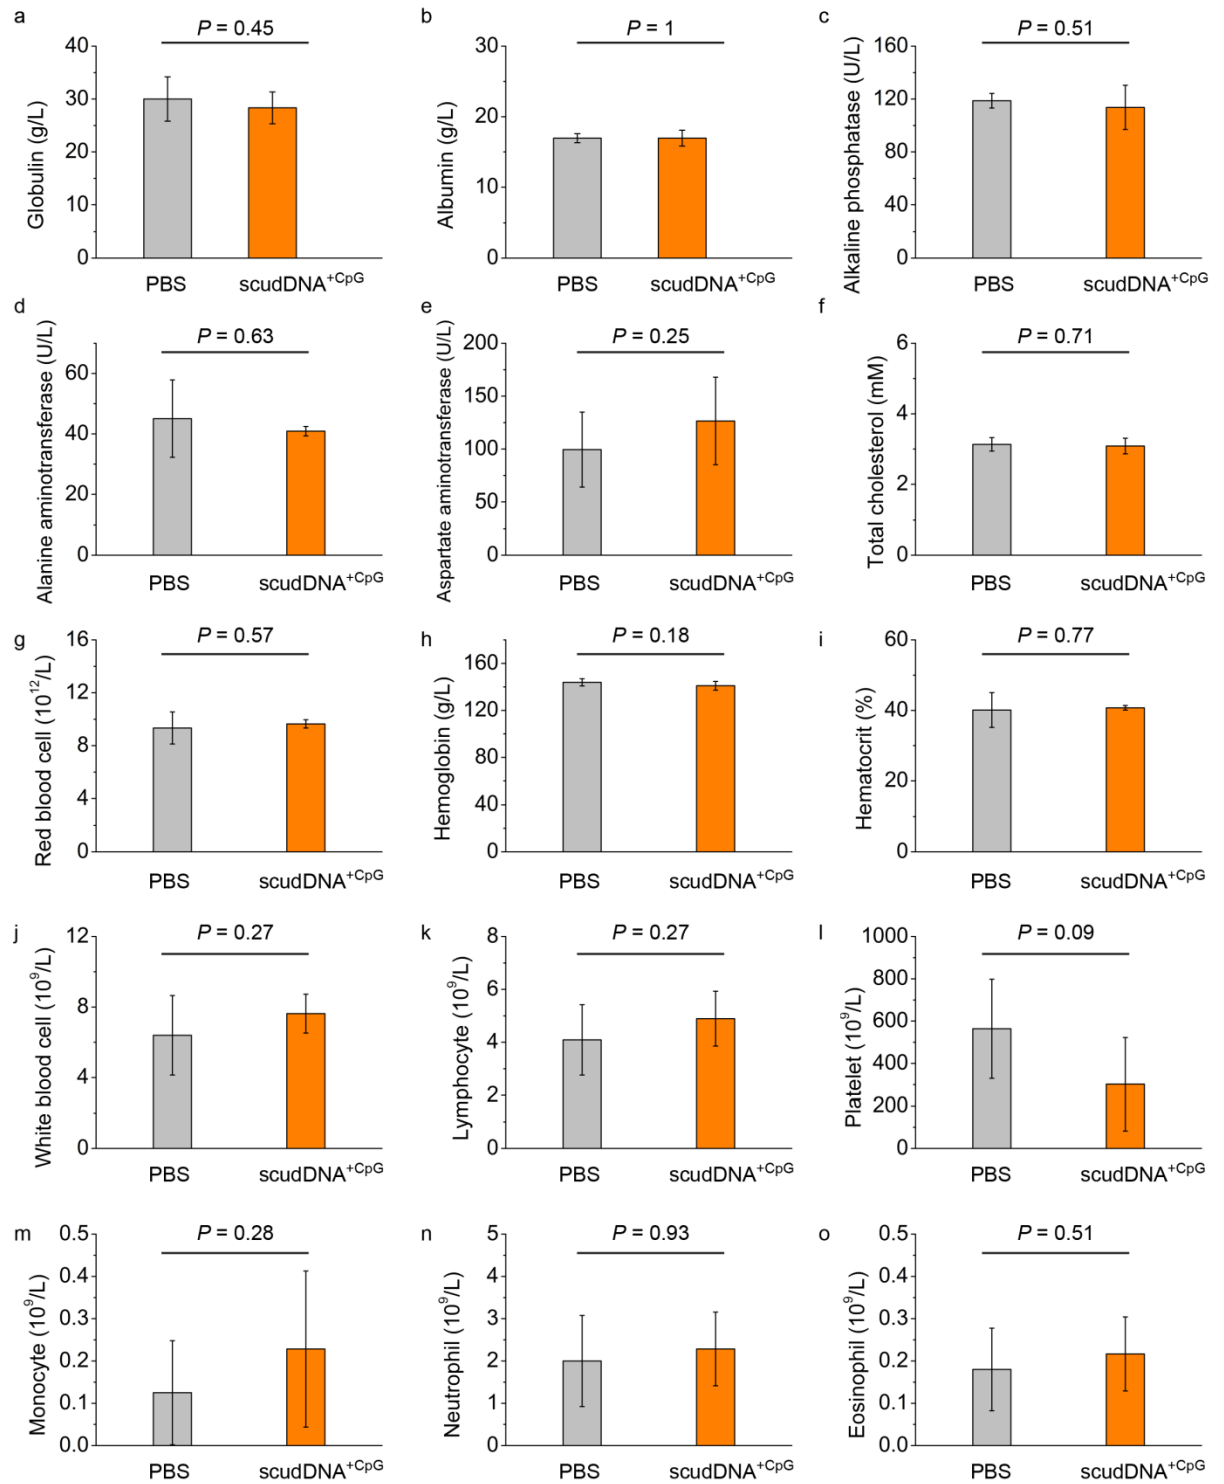 a
P = 0.45
Globulin (g/L)
40
30
20
10
0
PBS
scudDNA+CpG
b
P = 1
Albumin (g/L)
30
20
10
0
PBS
scudDNA+CpG
c
P = 0.51
Alkaline phosphatase (U/L)
160
120
80
40
0
PBS
scudDNA+CpG
d
P = 0.63
Alanine aminotransferase (U/L)
60
40
20
0
PBS
scudDNA+CpG
e
P = 0.25
Aspartate aminotransferase (U/L)
200
150
100
50
0
PBS
scudDNA+CpG
f
P = 0.71
Total cholesterol (mM)
6
4
2
0
PBS
scudDNA+CpG
g
P = 0.57
Red blood cell (10^12/L)
16
12
8
4
0
PBS
scudDNA+CpG
h
P = 0.18
Hemoglobin (g/L)
160
120
80
40
0
PBS
scudDNA+CpG
i
P = 0.77
Hematocrit (%)
60
40
20
0
PBS
scudDNA+CpG
j
P = 0.27
White blood cell (10^9/L)
12
8
4
0
PBS
scudDNA+CpG
k
P = 0.27
Lymphocyte (10^9/L)
8
6
4
2
0
PBS
scudDNA+CpG
l
P = 0.09
Platelet (10^9/L)
1000
800
600
400
200
0
PBS
scudDNA+CpG
m
P = 0.28
Monocyte (10^9/L)
0.5
0.4
0.3
0.2
0.1
0.0
PBS
scudDNA+CpG
n
P = 0.93
Neutrophil (10^9/L)
5
4
3
2
1
0
PBS
scudDNA+CpG
o
P = 0.51
Eosinophil (10^9/L)
0.5
0.4
0.3
0.2
0.1
0.0
PBS
scudDNA+CpG